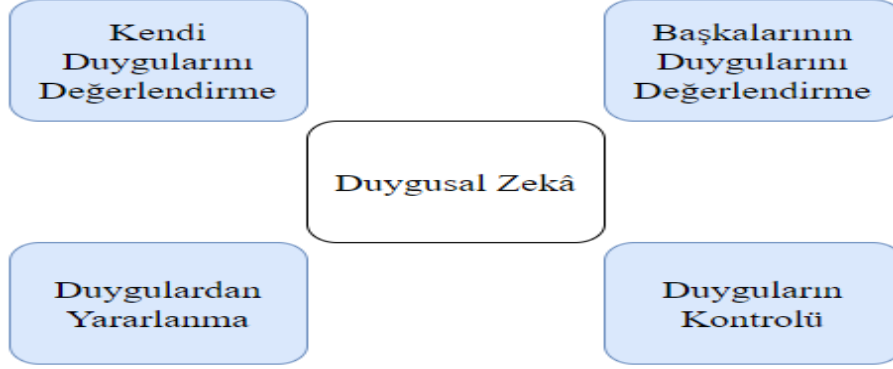 Kendi
Duygularını
Değerlendirme
Başkalarının
Duygularını
Değerlendirme
Duygusal Zekâ
Duygulardan
Yararlanma
Duyguların
Kontrolü